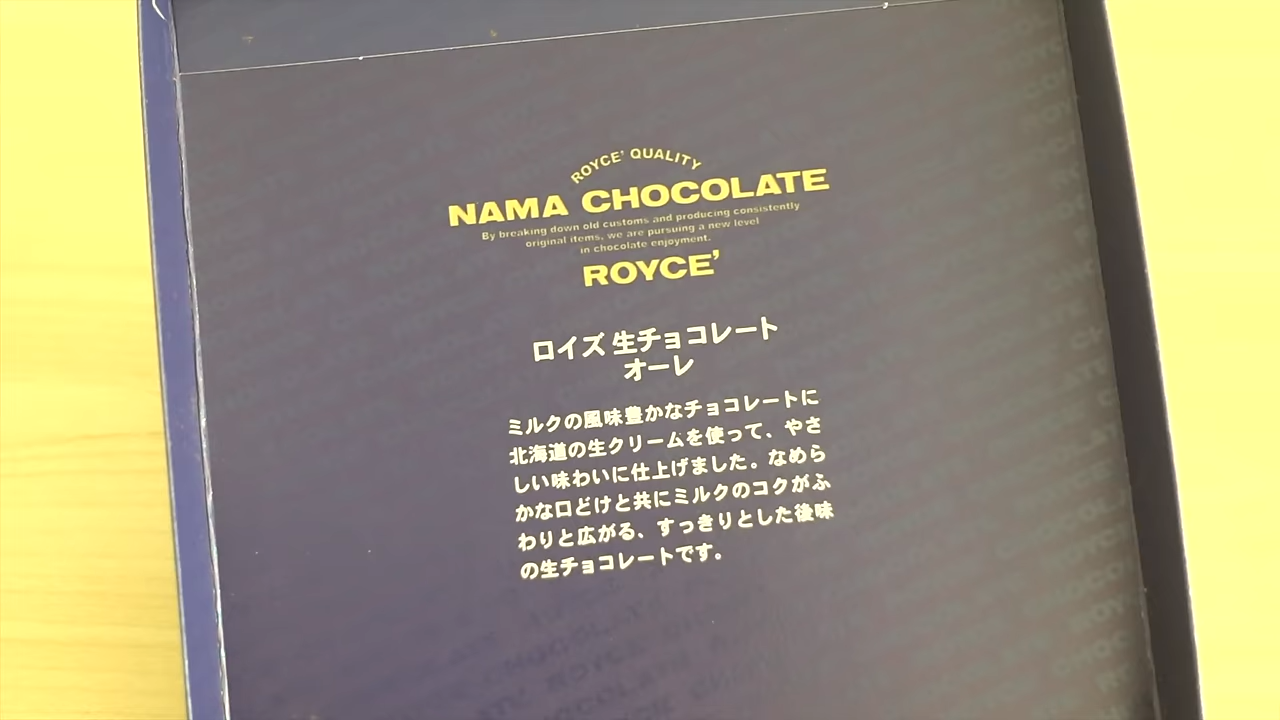 ROYCE' QUALITY
NAMA CHOCOLATE
By breaking down old customs and producing consistently
original items, we are pursuing a new level
in chocolate enjoyment.
ROYCE'
ロイズ 生チョコレート
オーレ
ミルクの風味豊かなチョコレートに
北海道の生クリームを使って、やさ
しい味わいに仕上げました。なめら
かな口どけと共にミルクのコクがふ
わりと広がる、すっきりとした後味
の生チョコレートです。